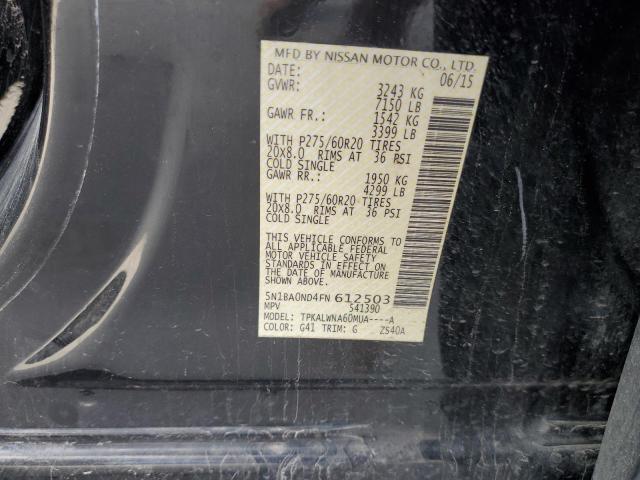 MFD BY NISSAN MOTOR CO., LTD.
DATE: 06/15
GVWR: 3243 KG
7150 LB
GAWR FR.: 1542 KG
3399 LB
WITH P275/60R20 TIRES
20X8.0 RIMS AT 36 PSI
COLD SINGLE
GAWR RR.: 1950 KG
4299 LB
WITH P275/60R20 TIRES
20X8.0 RIMS AT 36 PSI
COLD SINGLE
THIS VEHICLE CONFORMS TO
ALL APPLICABLE FEDERAL
MOTOR VEHICLE SAFETY
STANDARDS IN EFFECT ON
THE DATE OF MANUFACTURE
SHOWN ABOVE.
5N1BA0ND4FN 612503
MPV 541390
MODEL: TPKALWNA60MUA----A
COLOR: G41 TRIM: G ZS40A